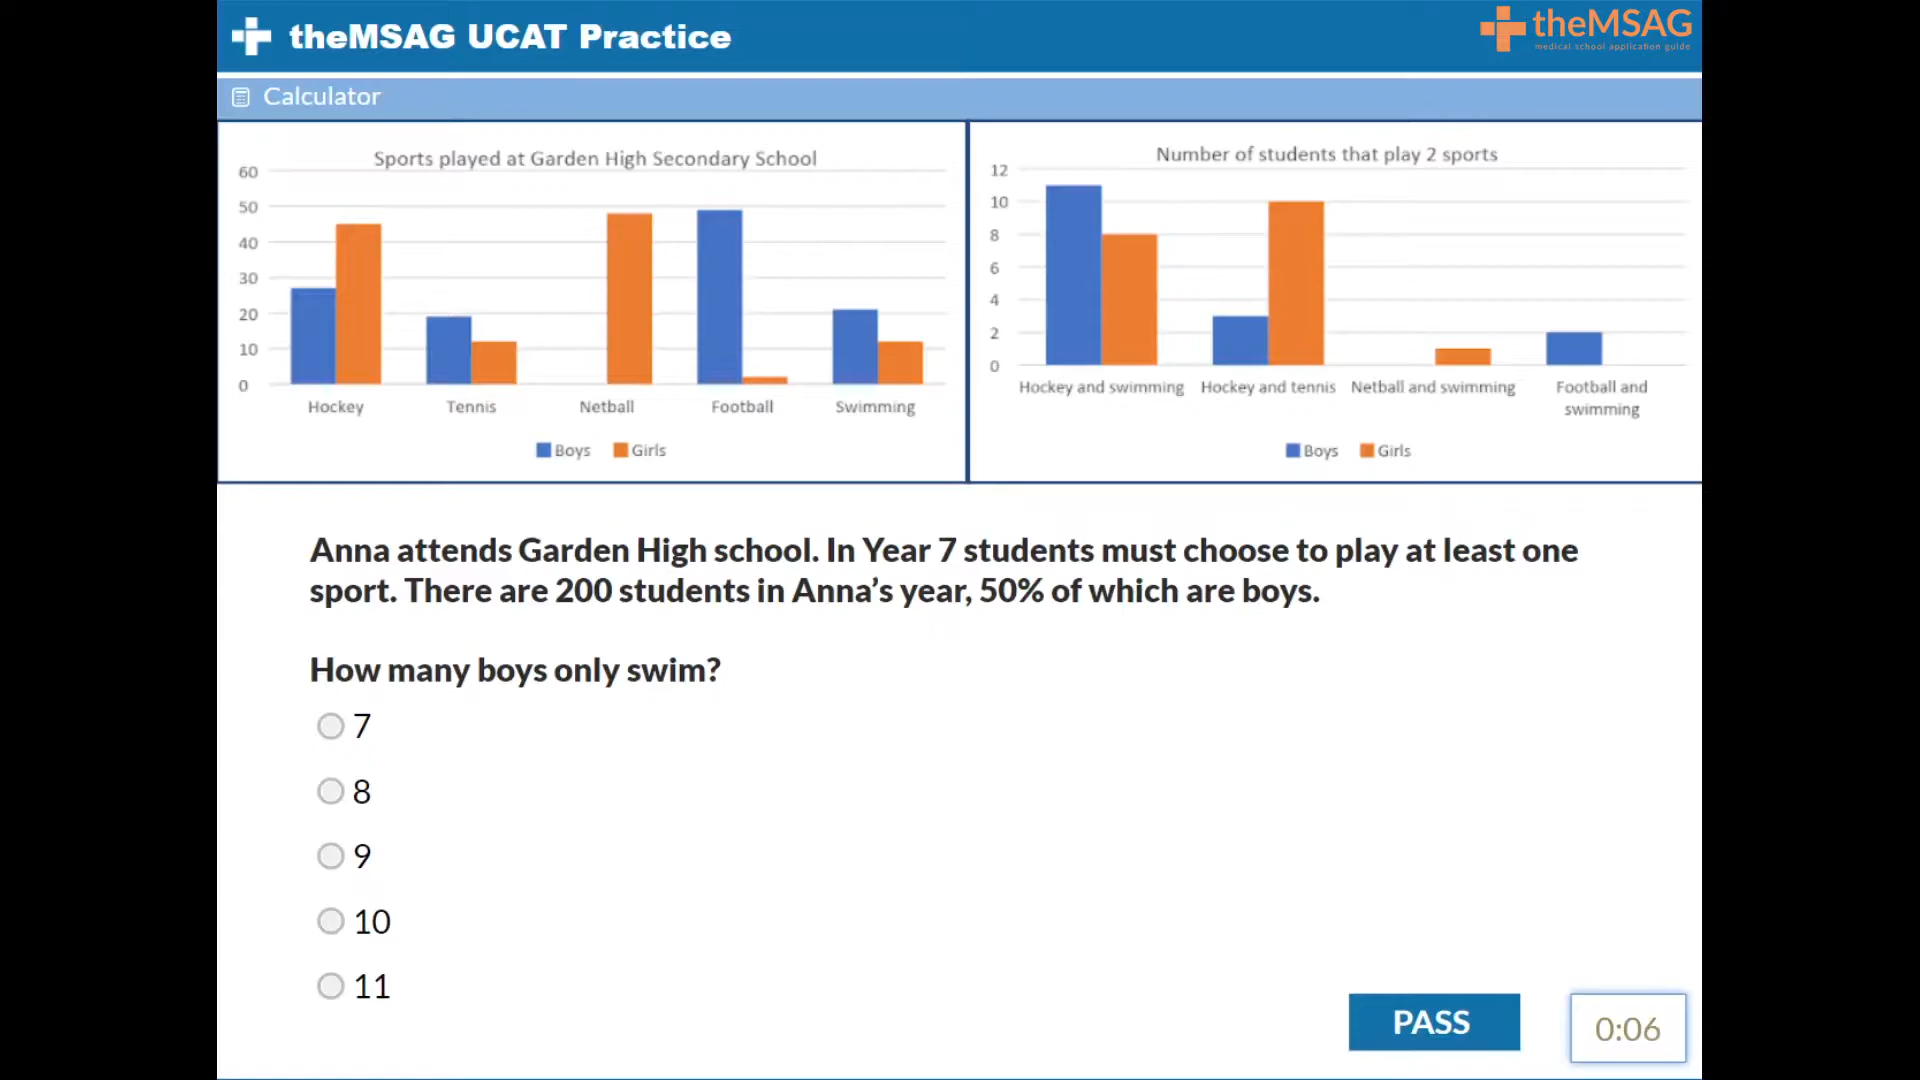 theMSAG UCAT Practice
theMSAG
medical school application guide
Calculator
Sports played at Garden High Secondary School
60
50
40
30
20
10
0
Hockey Tennis Netball Football Swimming
Boys Girls
Number of students that play 2 sports
12
10
8
6
4
2
0
Hockey and swimming Hockey and tennis Netball and swimming Football and
swimming
Boys Girls
Anna attends Garden High school. In Year 7 students must choose to play at least one
sport. There are 200 students in Anna’s year, 50% of which are boys.
How many boys only swim?
7
8
9
10
11
PASS
0:06